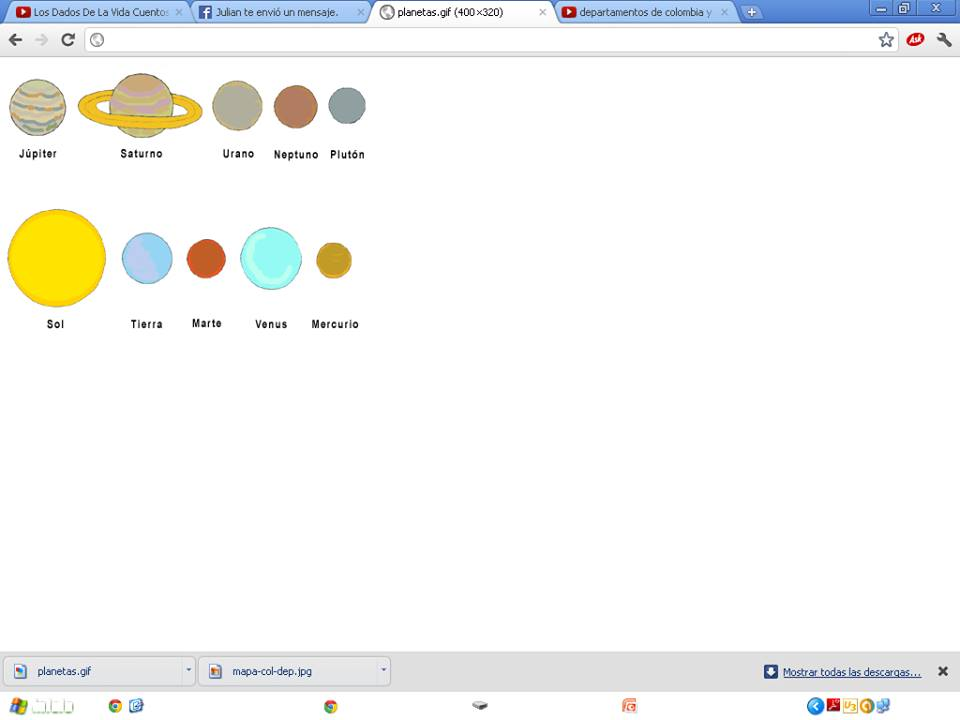 Los Dados De La Vida Cuentos
Julian te envió un mensaje.
planetas.gif (400×320)
departamentos de colombia y
Ask
Júpiter Saturno Urano Neptuno Plutón
Sol Tierra Marte Venus Mercurio
planetas.gif
mapa-col-dep.jpg
Mostrar todas las descargas...